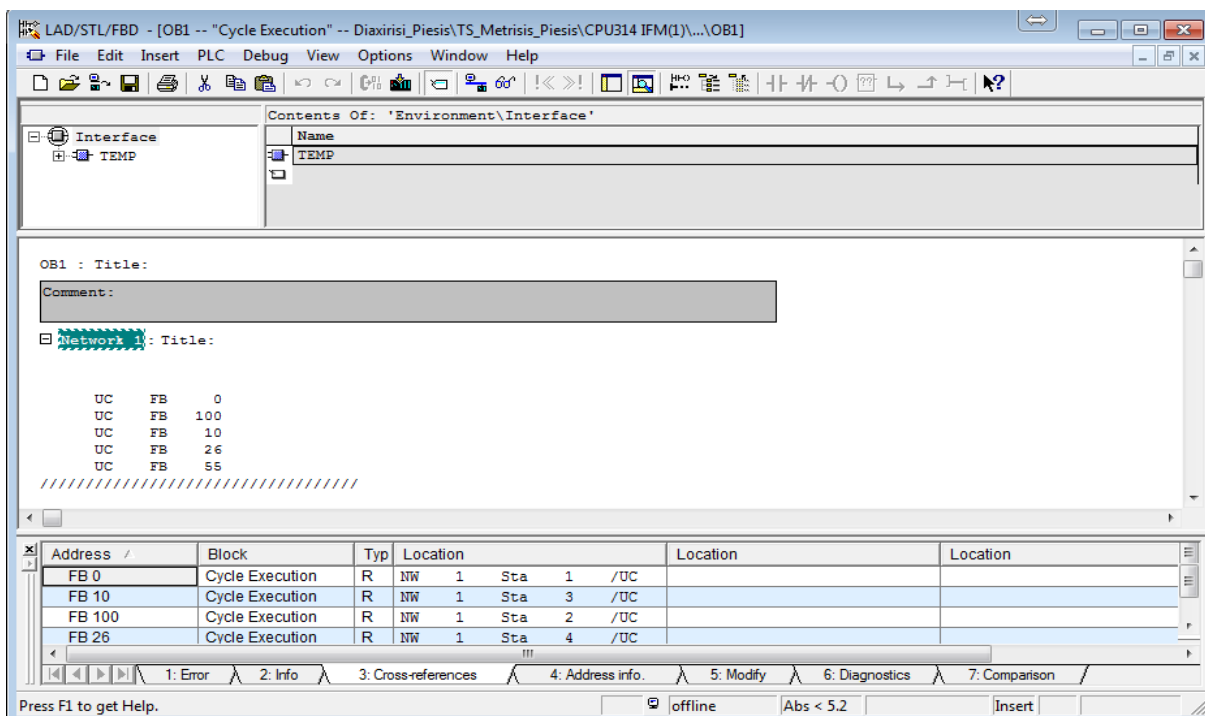 LAD/STL/FBD - [OB1 -- "Cycle Execution" -- Diaxirisi_Piesis\TS_Metrisis_Piesis\CPU314 IFM(1)\...\OB1]
File Edit Insert PLC Debug View Options Window Help
Contents Of: 'Environment\Interface'
Interface
TEMP
Name
TEMP
OB1 : Title:
Comment:
Network 1: Title:
UC FB 0
UC FB 100
UC FB 10
UC FB 26
UC FB 55
///////////////////////////////////
Address / Block Typ Location Location Location
FB 0 Cycle Execution R NW 1 Sta 1 /UC
FB 10 Cycle Execution R NW 1 Sta 3 /UC
FB 100 Cycle Execution R NW 1 Sta 2 /UC
FB 26 Cycle Execution R NW 1 Sta 4 /UC
1: Error 2: Info 3: Cross-references 4: Address info. 5: Modify 6: Diagnostics 7: Comparison
Press F1 to get Help. offline Abs < 5.2 Insert